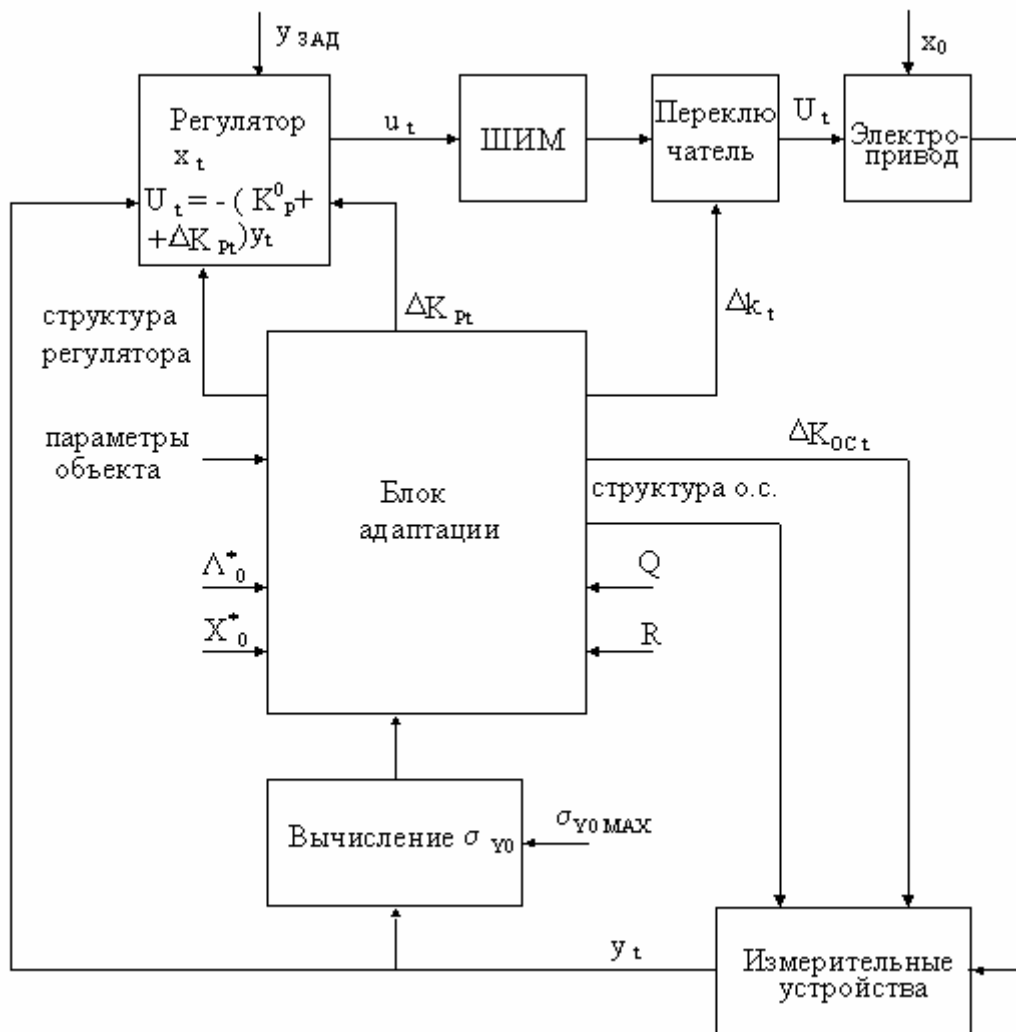 y ЗАД
x₀
Регулятор
x t
U t = - ( K⁰p +
+ΔK Pt)yt
u t
ШИМ
Переклю
чатель
U t
Электро-
привод
структура
регулятора
ΔK Pt
Δk t
параметры
объекта
ΔKОС t
структура о.с.
Блок
адаптации
Λ*₀
Q
X*₀
R
Вычисление σ Y0
σY0 MAX
y t
Измерительные
устройства